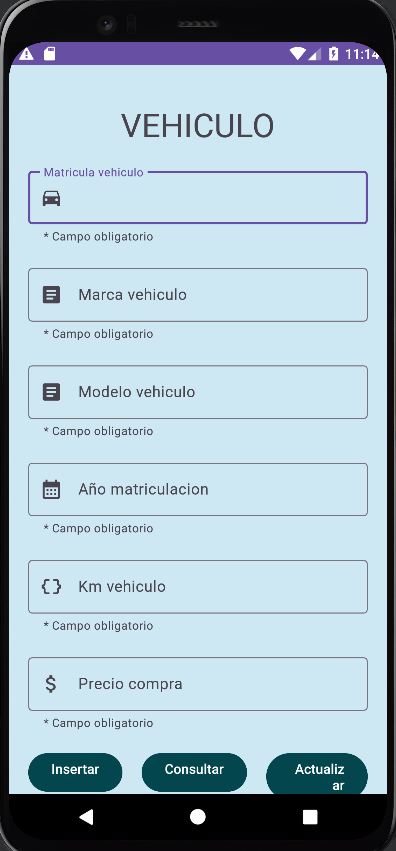 11:14
VEHICULO
Matricula vehiculo
* Campo obligatorio
Marca vehiculo
* Campo obligatorio
Modelo vehiculo
* Campo obligatorio
Año matriculacion
* Campo obligatorio
Km vehiculo
* Campo obligatorio
Precio compra
* Campo obligatorio
Insertar Consultar Actualiz
ar